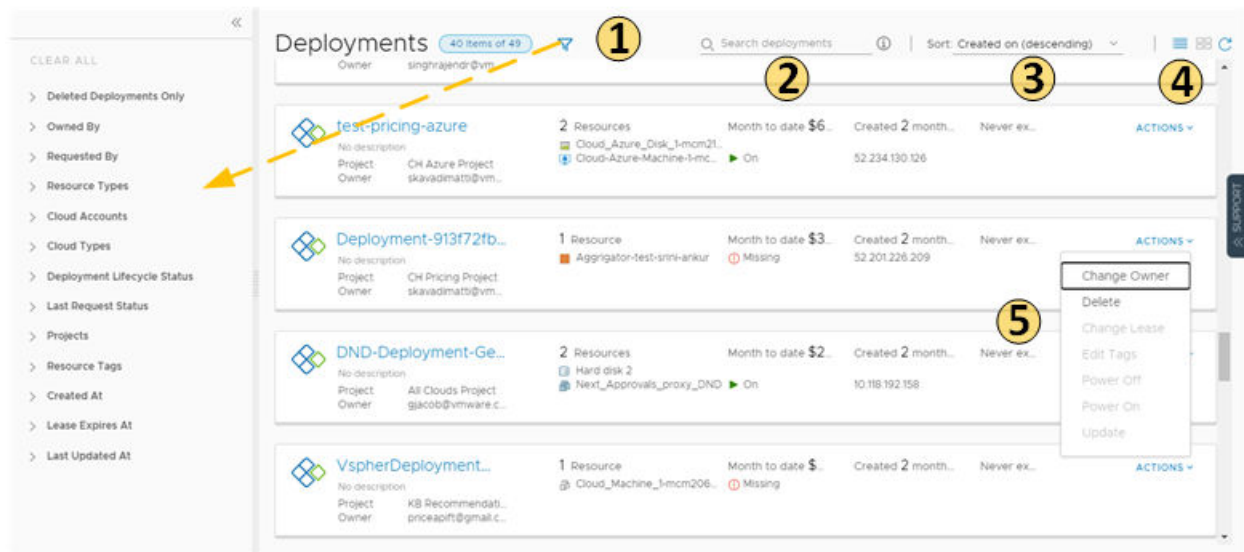 CLEAR ALL
Deleted Deployments Only
Owned By
Requested By
Resource Types
Cloud Accounts
Cloud Types
Deployment Lifecycle Status
Last Request Status
Projects
Resource Tags
Created At
Lease Expires At
Last Updated At
Deployments 40 items of 49 1 Search deployments Sort: Created on (descending)
2 3 4
Owner singhrajendr@vm...
test-pricing-azure 2 Resources Month to date $6... Created 2 month... Never ex... ACTIONS
No description Cloud_Azure_Disk_1-mcm21...
Cloud-Azure-Machine-1-mc... On 52.234.130.126
Project CH Azure Project
Owner skavadimatti@vm...
SUPPORT
Deployment-913f72fb... 1 Resource Month to date $3... Created 2 month... Never ex... ACTIONS
No description Aggrigator-test-srini-ankur Missing 52.201.226.209
Project CH Pricing Project
Owner skavadimatti@vm...
5
Change Owner
Delete
Change Lease
Edit Tags
Power Off
Power On
Update
DND-Deployment-Ge... 2 Resources Month to date $2... Created 2 month... Never ex...
No description Hard disk 2
Next_Approvals_proxy_DND On 10.118.192.158
Project All Clouds Project
Owner gjacob@vmware.c...
VspherDeployment... 1 Resource Month to date $... Created 2 month... Never ex... ACTIONS
No description Cloud_Machine_1-mcm206... Missing
Project KB Recommendati...
Owner priceapift@gmail.c...